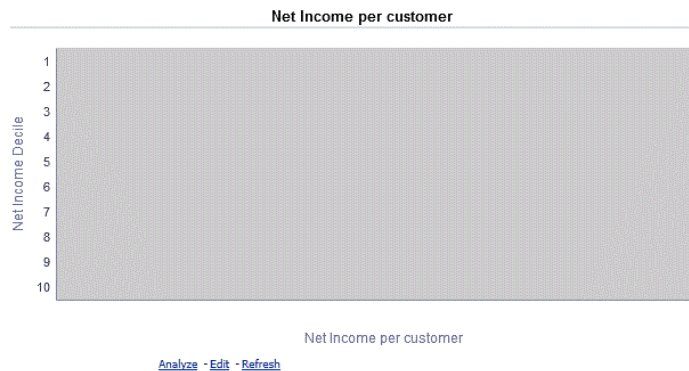 Net Income per customer
Net Income Decile
1
2
3
4
5
6
7
8
9
10
Net Income per customer
Analyze - Edit - Refresh